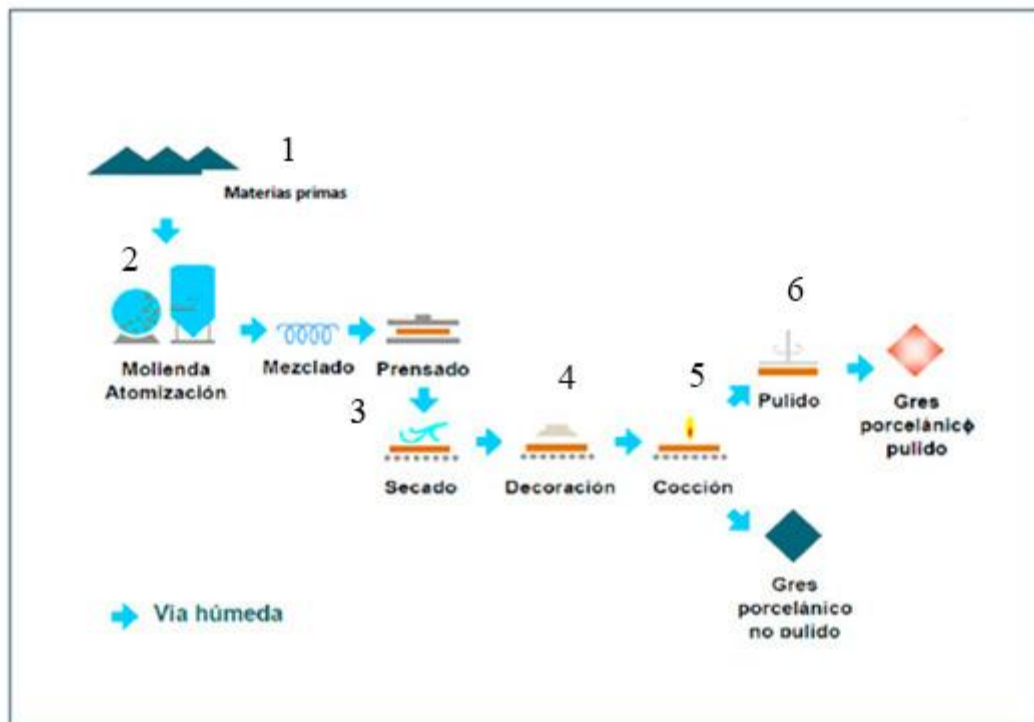 1
Materias primas
2
Molienda
Atomización
Mezclado
Prensado
3
Secado
4
Decoración
5
Cocción
6
Pulido
Gres
porcelánico
pulido
Gres
porcelánico
no pulido
Via húmeda